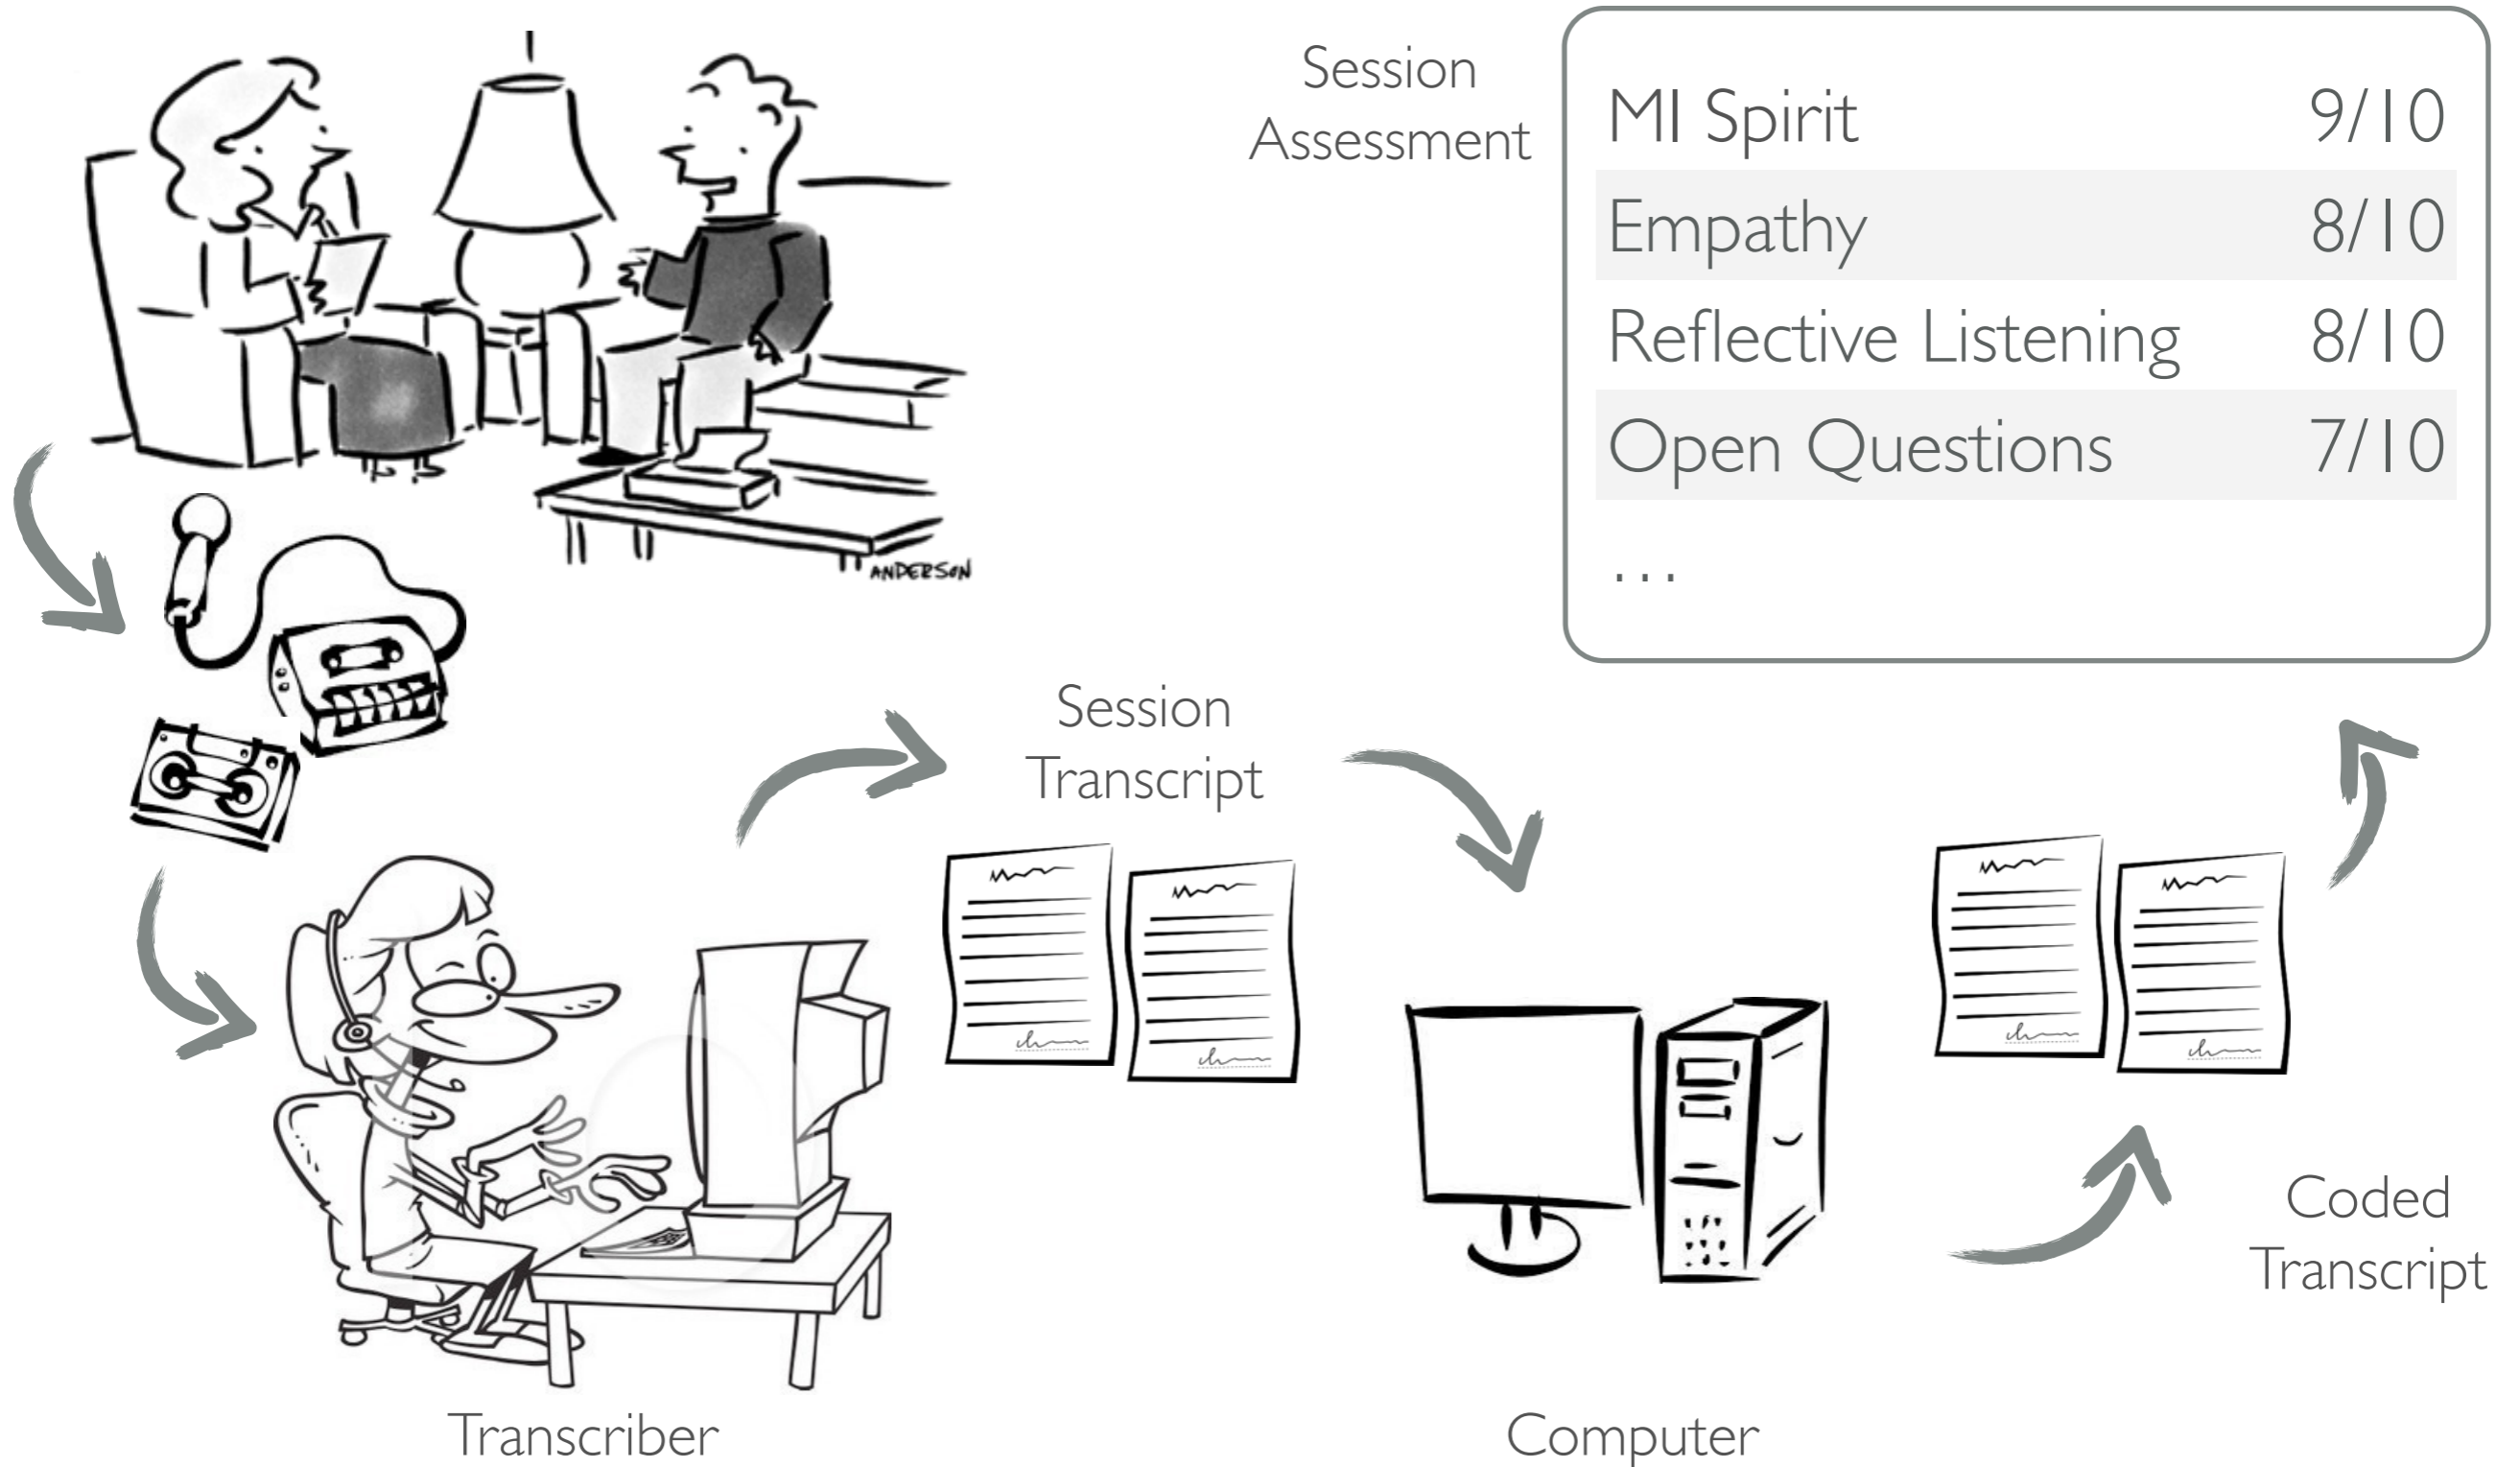 Session
Assessment
MI Spirit 9/10
Empathy 8/10
Reflective Listening 8/10
Open Questions 7/10
...
ANDERSON
Session
Transcript
Coded
Transcript
Transcriber
Computer